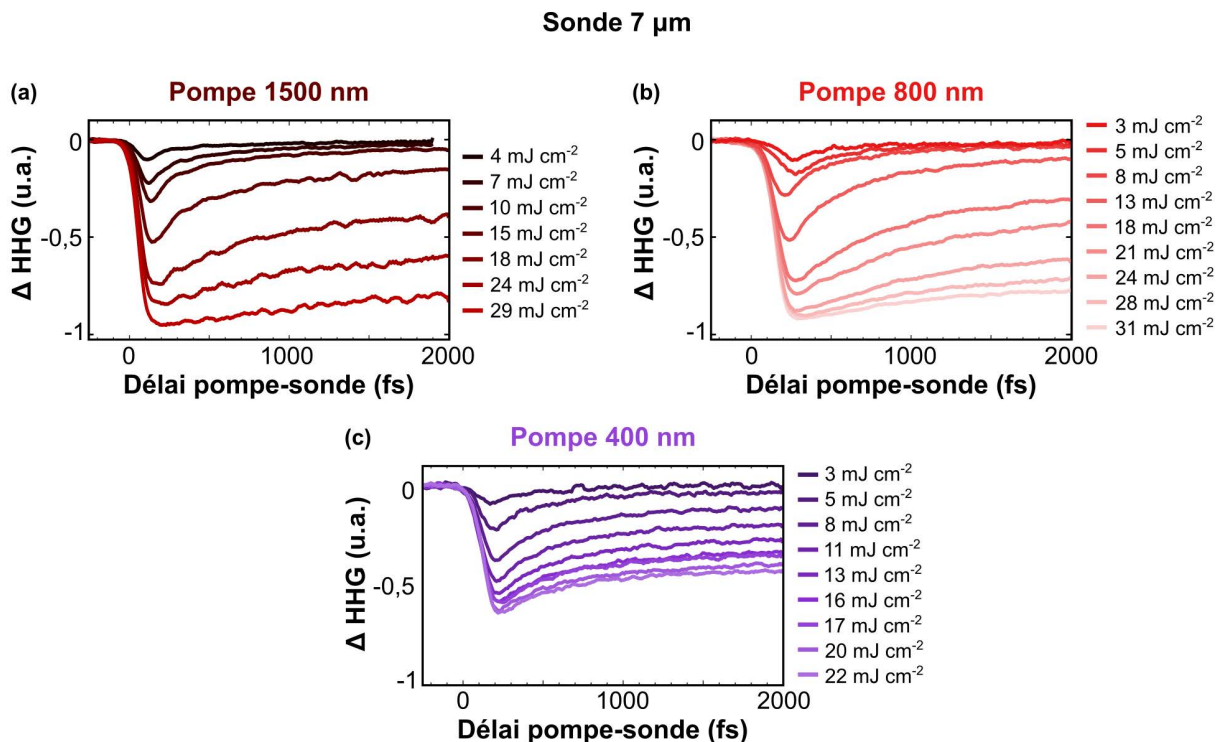 Sonde 7 µm
(a)
Pompe 1500 nm
Δ HHG (u.a.)
0
-0,5
-1
0
1000
2000
Délai pompe-sonde (fs)
4 mJ cm⁻²
7 mJ cm⁻²
10 mJ cm⁻²
15 mJ cm⁻²
18 mJ cm⁻²
24 mJ cm⁻²
29 mJ cm⁻²
(b)
Pompe 800 nm
Δ HHG (u.a.)
0
-0,5
-1
0
1000
2000
Délai pompe-sonde (fs)
3 mJ cm⁻²
5 mJ cm⁻²
8 mJ cm⁻²
13 mJ cm⁻²
18 mJ cm⁻²
21 mJ cm⁻²
24 mJ cm⁻²
28 mJ cm⁻²
31 mJ cm⁻²
(c)
Pompe 400 nm
Δ HHG (u.a.)
0
-0,5
-1
0
1000
2000
Délai pompe-sonde (fs)
3 mJ cm⁻²
5 mJ cm⁻²
8 mJ cm⁻²
11 mJ cm⁻²
13 mJ cm⁻²
16 mJ cm⁻²
17 mJ cm⁻²
20 mJ cm⁻²
22 mJ cm⁻²